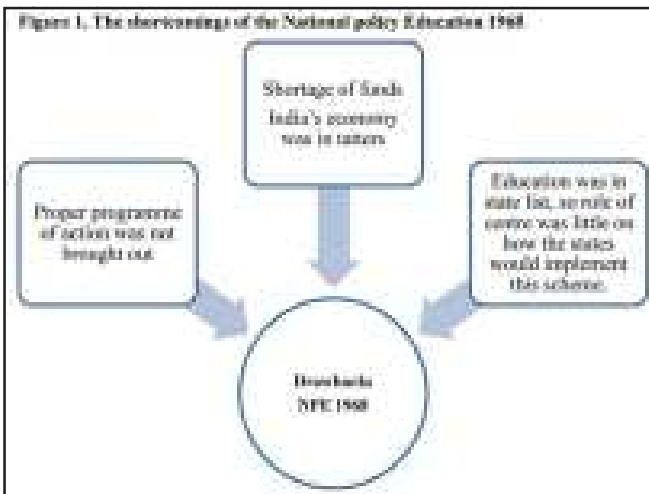 Figure 1. The shortcomings of the National policy Education 1968
Shortage of funds
India's economy
was in tatters
Proper programme
of action was not
brought out
Education was in
state list, so role of
centre was little on
how the states
would implement
this scheme.
Drawbacks
NPE 1968